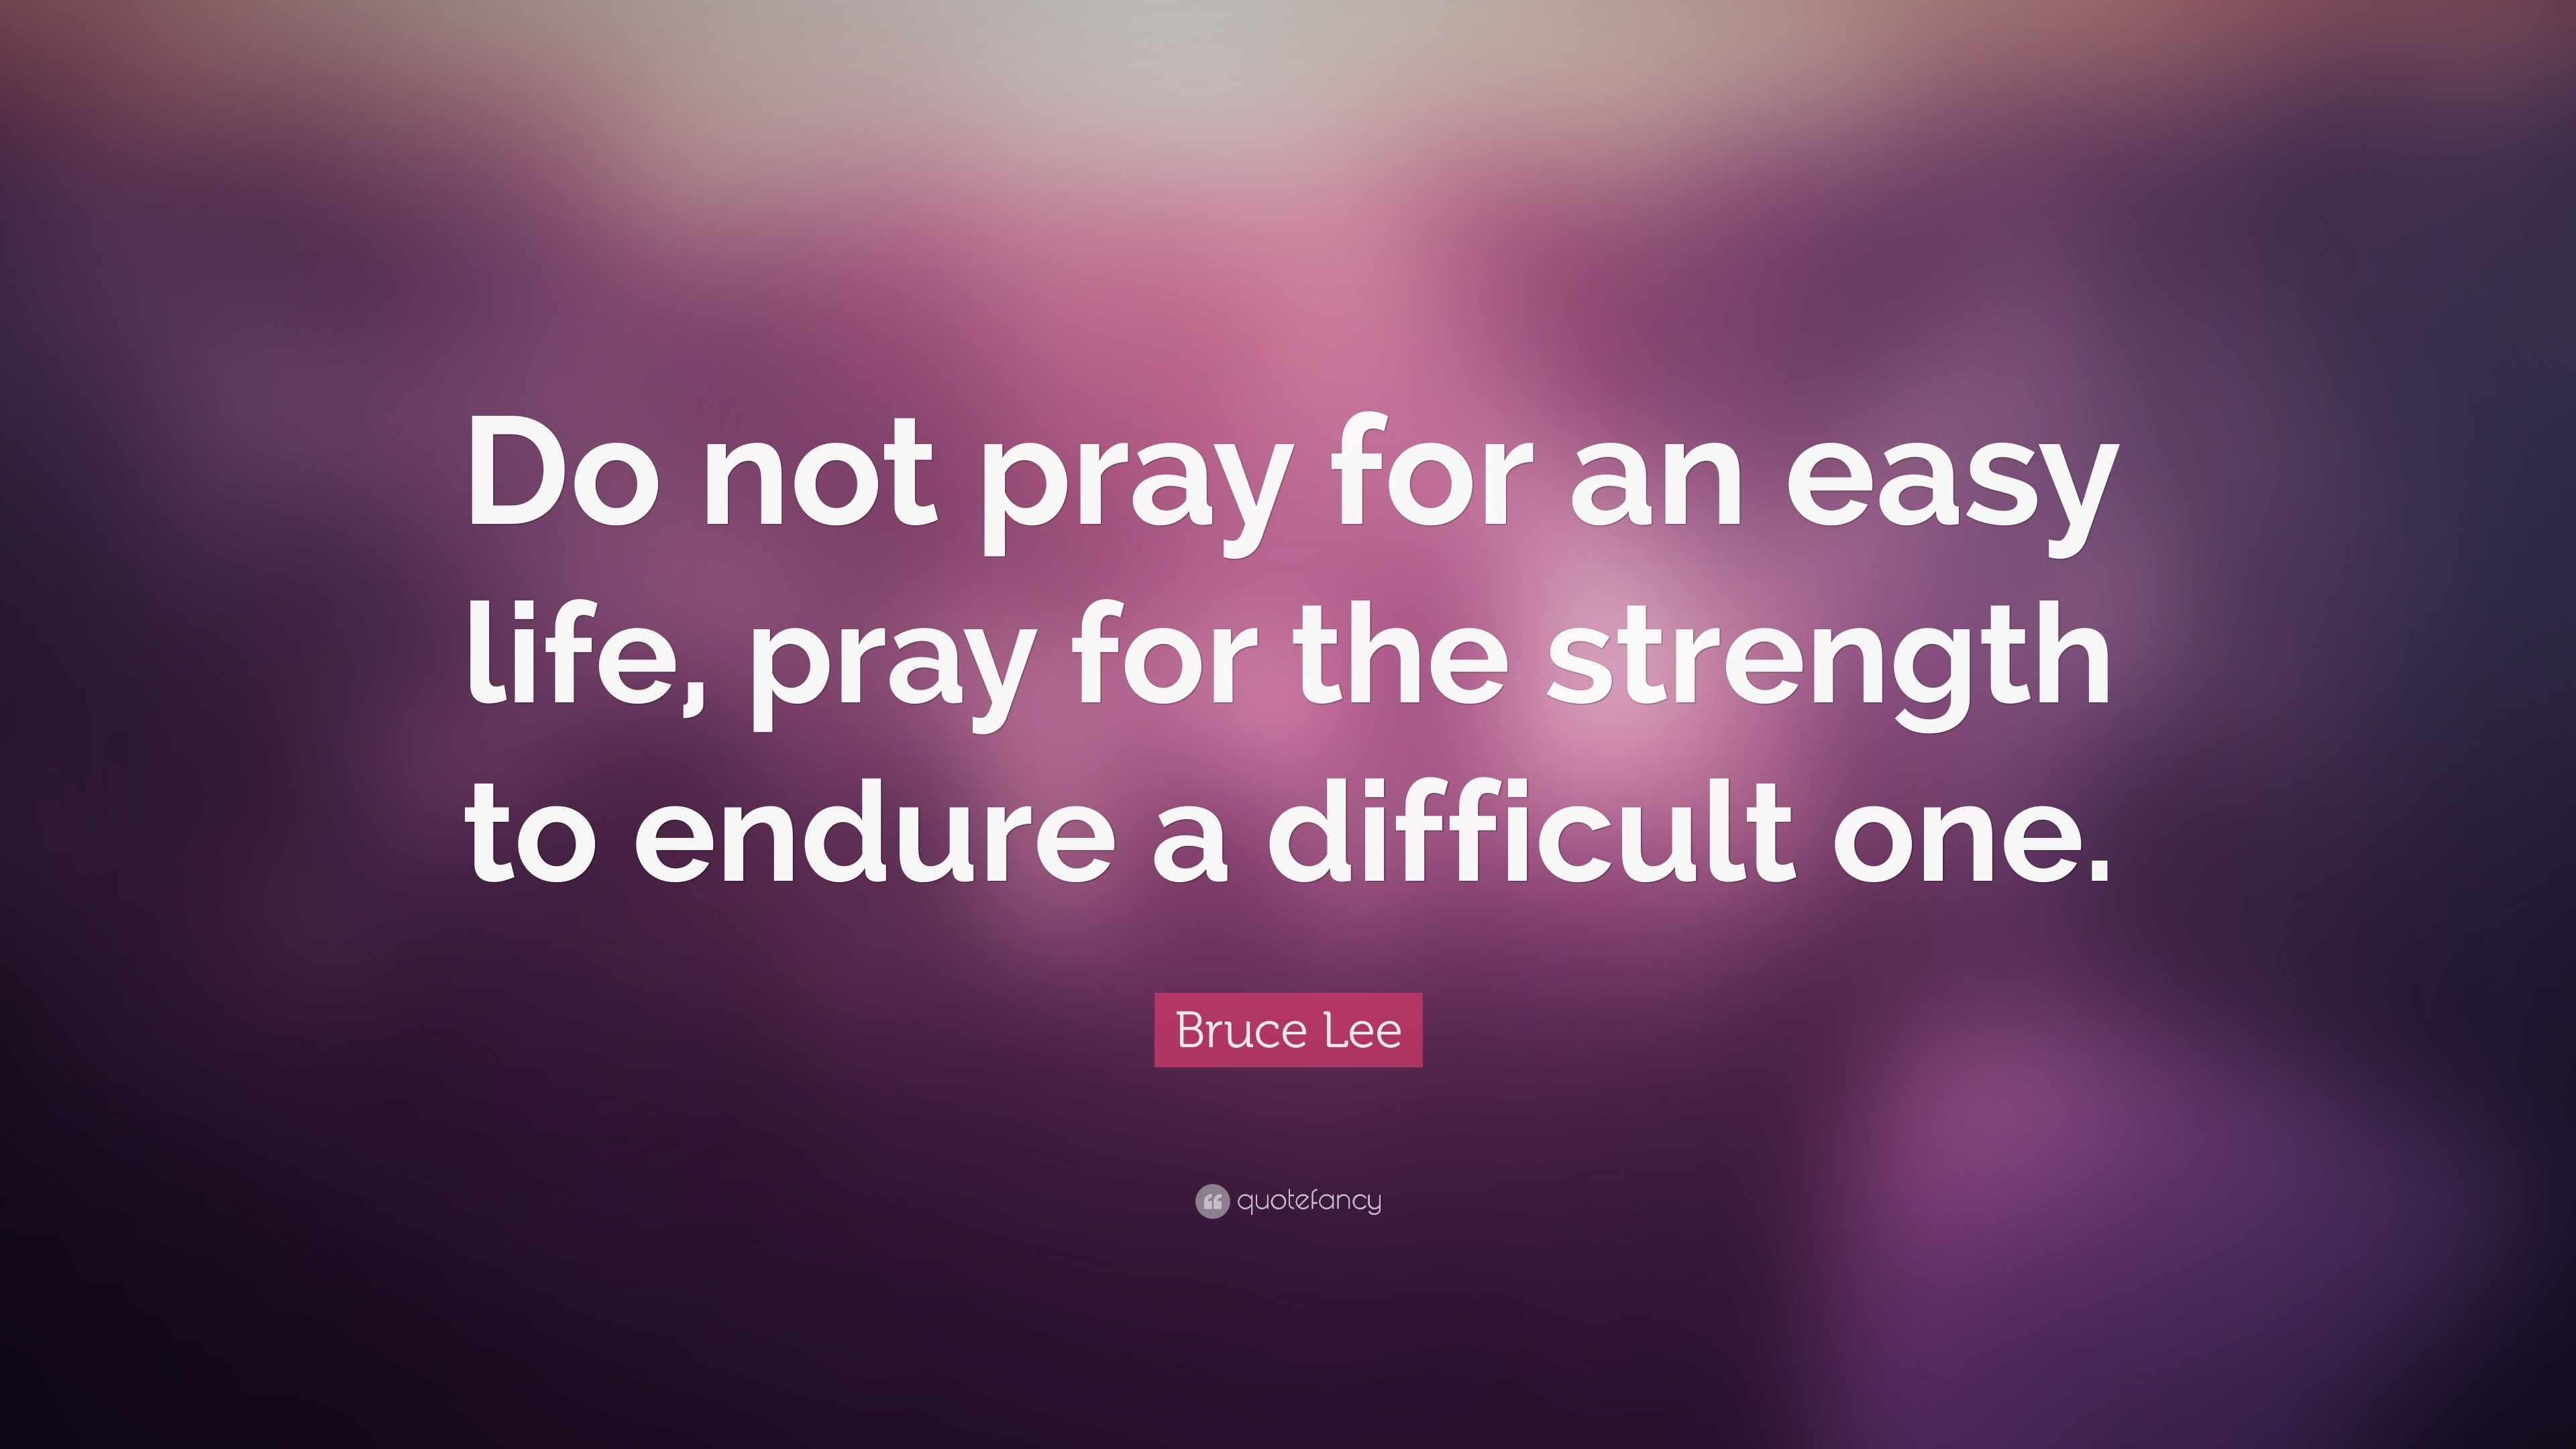 Do not pray for an easy
life, pray for the strength
to endure a difficult one.
Bruce Lee
quotefancy